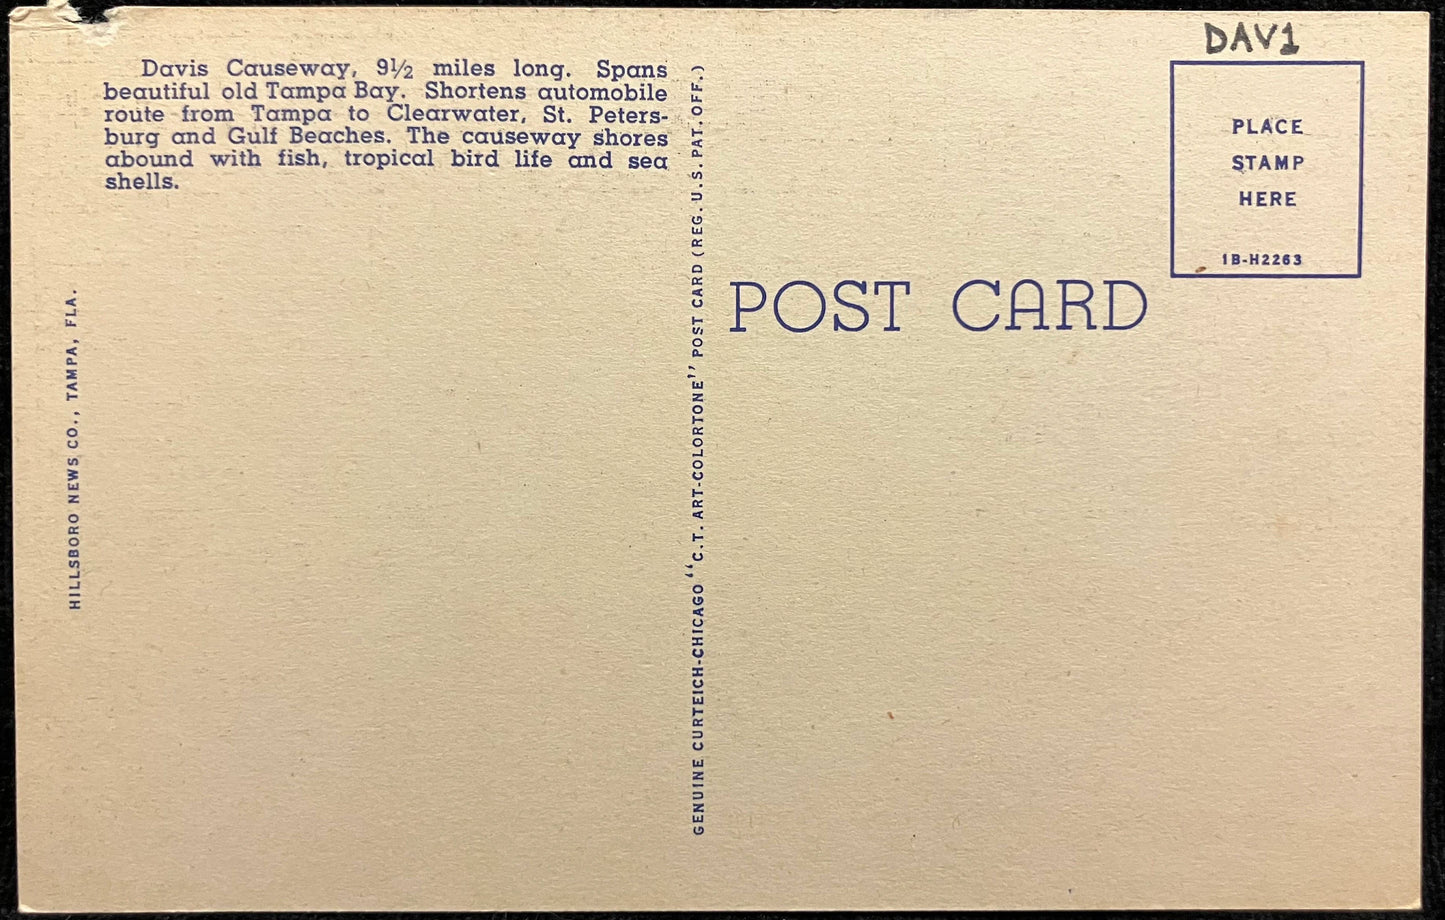 DAV1
Davis Causeway, 9½ miles long. Spans
beautiful old Tampa Bay. Shortens automobile
route from Tampa to Clearwater, St. Peters-
burg and Gulf Beaches. The causeway shores
abound with fish, tropical bird life and sea
shells.
HILLSBORO NEWS CO., TAMPA, FLA.
GENUINE CURTEICH-CHICAGO "C.T. ART-COLORTONE" POST CARD (REG. U.S. PAT. OFF.)
PLACE
STAMP
HERE
1B-H2263
POST CARD